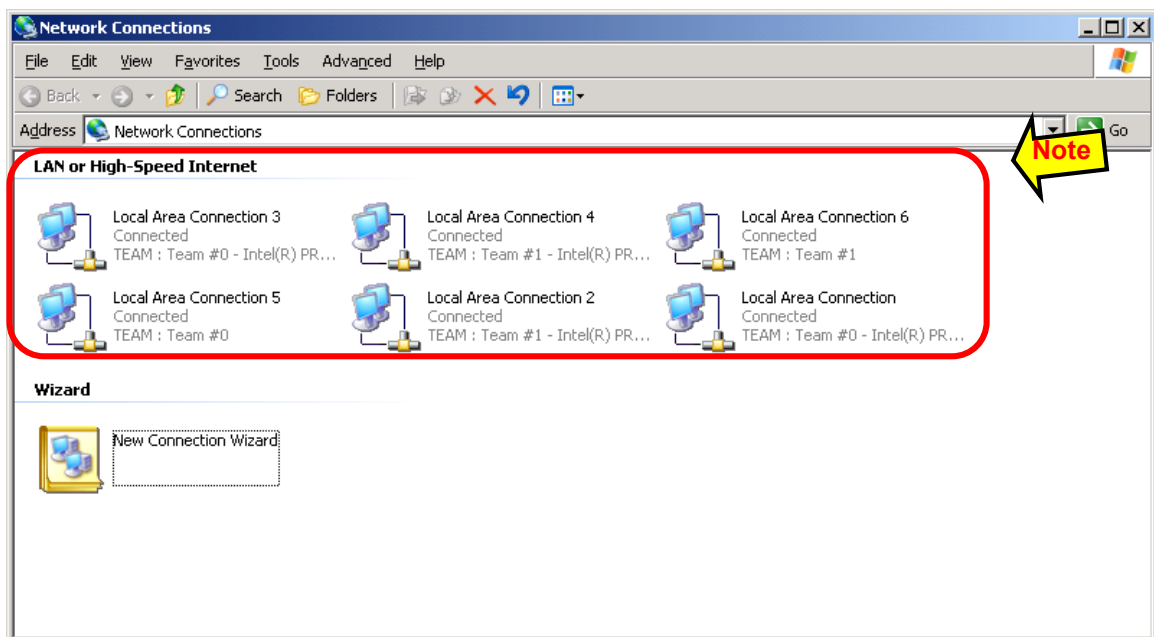 Network Connections
File Edit View Favorites Tools Advanced Help
Back Search Folders
Address Network Connections Go
Note
LAN or High-Speed Internet
Local Area Connection 3
Connected
TEAM : Team #0 - Intel(R) PR...
Local Area Connection 4
Connected
TEAM : Team #1 - Intel(R) PR...
Local Area Connection 6
Connected
TEAM : Team #1
Local Area Connection 5
Connected
TEAM : Team #0
Local Area Connection 2
Connected
TEAM : Team #1 - Intel(R) PR...
Local Area Connection
Connected
TEAM : Team #0 - Intel(R) PR...
Wizard
New Connection Wizard